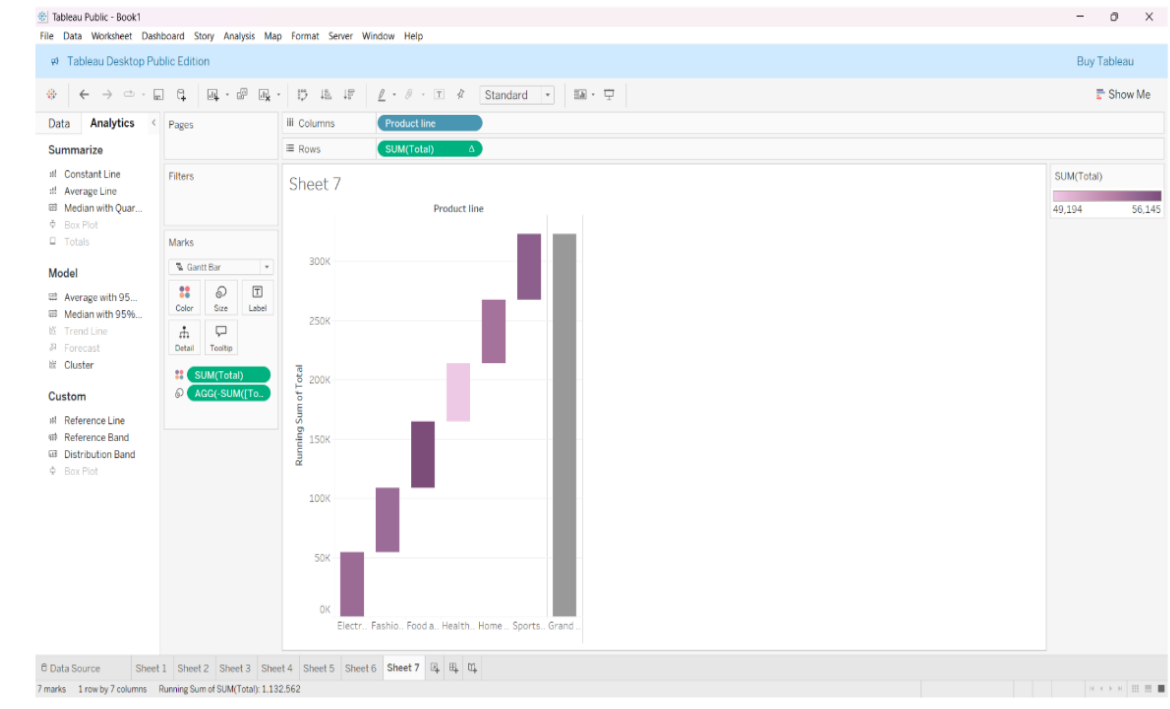 Tableau Public - Book1
File Data Worksheet Dashboard Story Analysis Map Format Server Window Help
Tableau Desktop Public Edition
Buy Tableau
Standard
Show Me
Data Analytics
Summarize
Constant Line
Average Line
Median with Quar...
Box Plot
Totals
Model
Average with 95...
Median with 95%...
Trend Line
Forecast
Cluster
Custom
Reference Line
Reference Band
Distribution Band
Box Plot
Pages
Filters
Marks
Gantt Bar
Color Size Label
Detail Tooltip
SUM(Total)
AGG(-SUM([To..
Columns Product line
Rows SUM(Total) Δ
Sheet 7
Product line
Running Sum of Total
300K
250K
200K
150K
100K
50K
0K
Electr.. Fashio.. Food a.. Health.. Home .. Sports.. Grand ..
SUM(Total)
49,194 56,145
Data Source Sheet 1 Sheet 2 Sheet 3 Sheet 4 Sheet 5 Sheet 6 Sheet 7
7 marks 1 row by 7 columns Running Sum of SUM(Total): 1,132,562